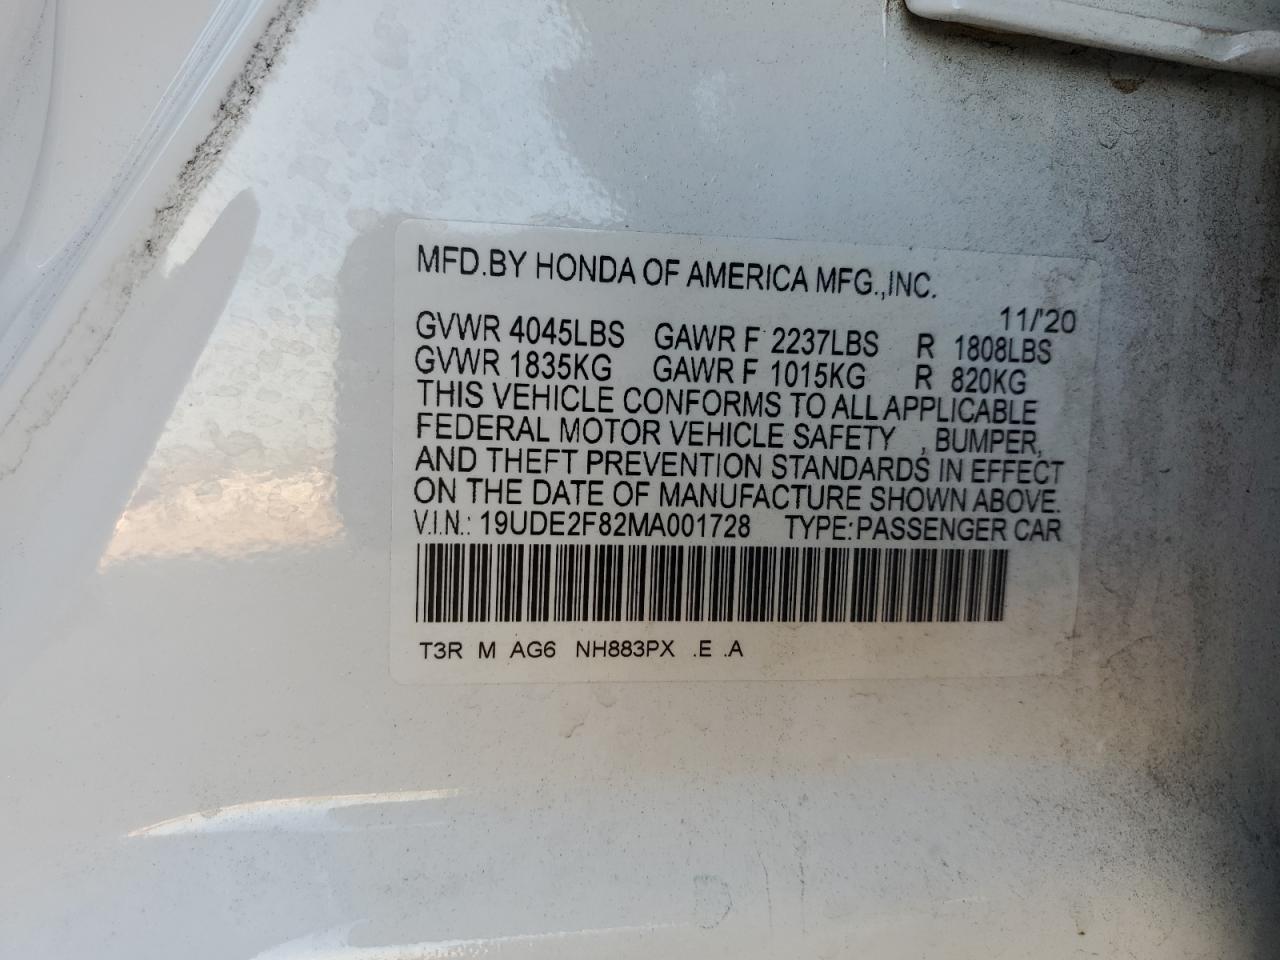 MFD.BY HONDA OF AMERICA MFG.,INC.
11/'20
GVWR 4045LBS GAWR F 2237LBS R 1808LBS
GVWR 1835KG GAWR F 1015KG R 820KG
THIS VEHICLE CONFORMS TO ALL APPLICABLE
FEDERAL MOTOR VEHICLE SAFETY , BUMPER,
AND THEFT PREVENTION STANDARDS IN EFFECT
ON THE DATE OF MANUFACTURE SHOWN ABOVE.
V.I.N.: 19UDE2F82MA001728 TYPE:PASSENGER CAR
T3R M AG6 NH883PX .E .A